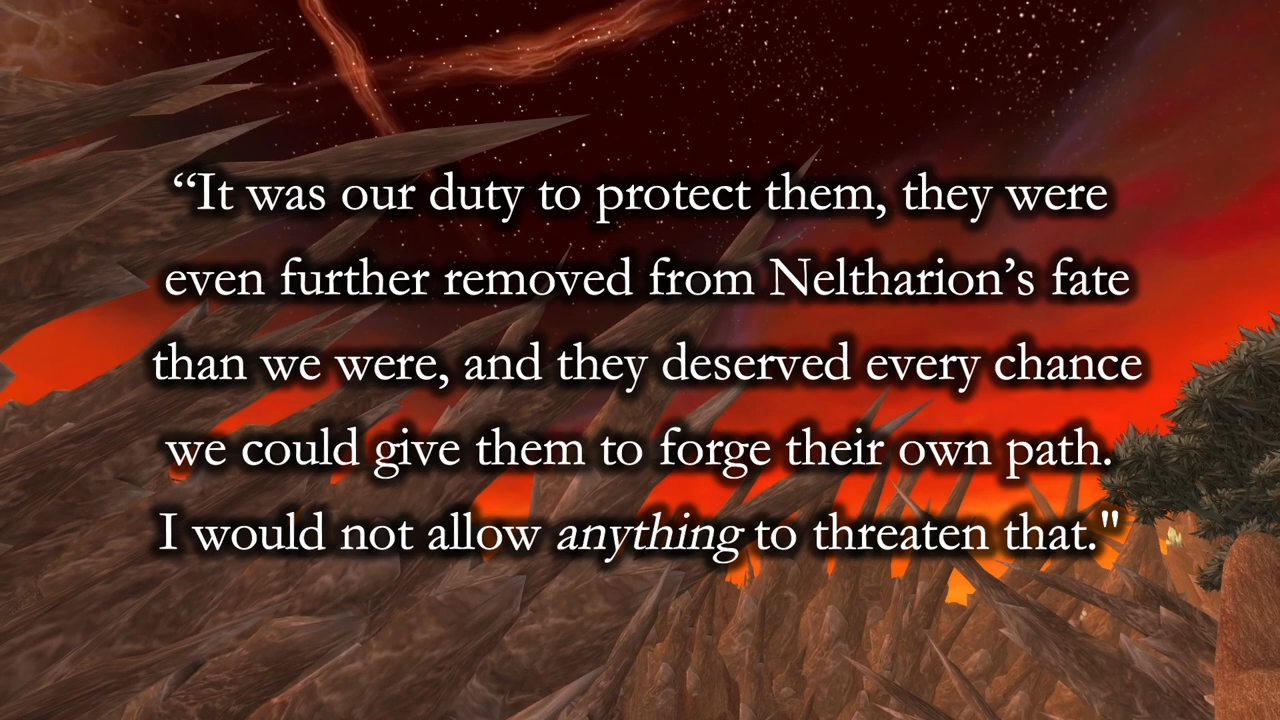 “It was our duty to protect them, they were
even further removed from Neltharion’s fate
than we were, and they deserved every chance
we could give them to forge their own path.
I would not allow anything to threaten that."